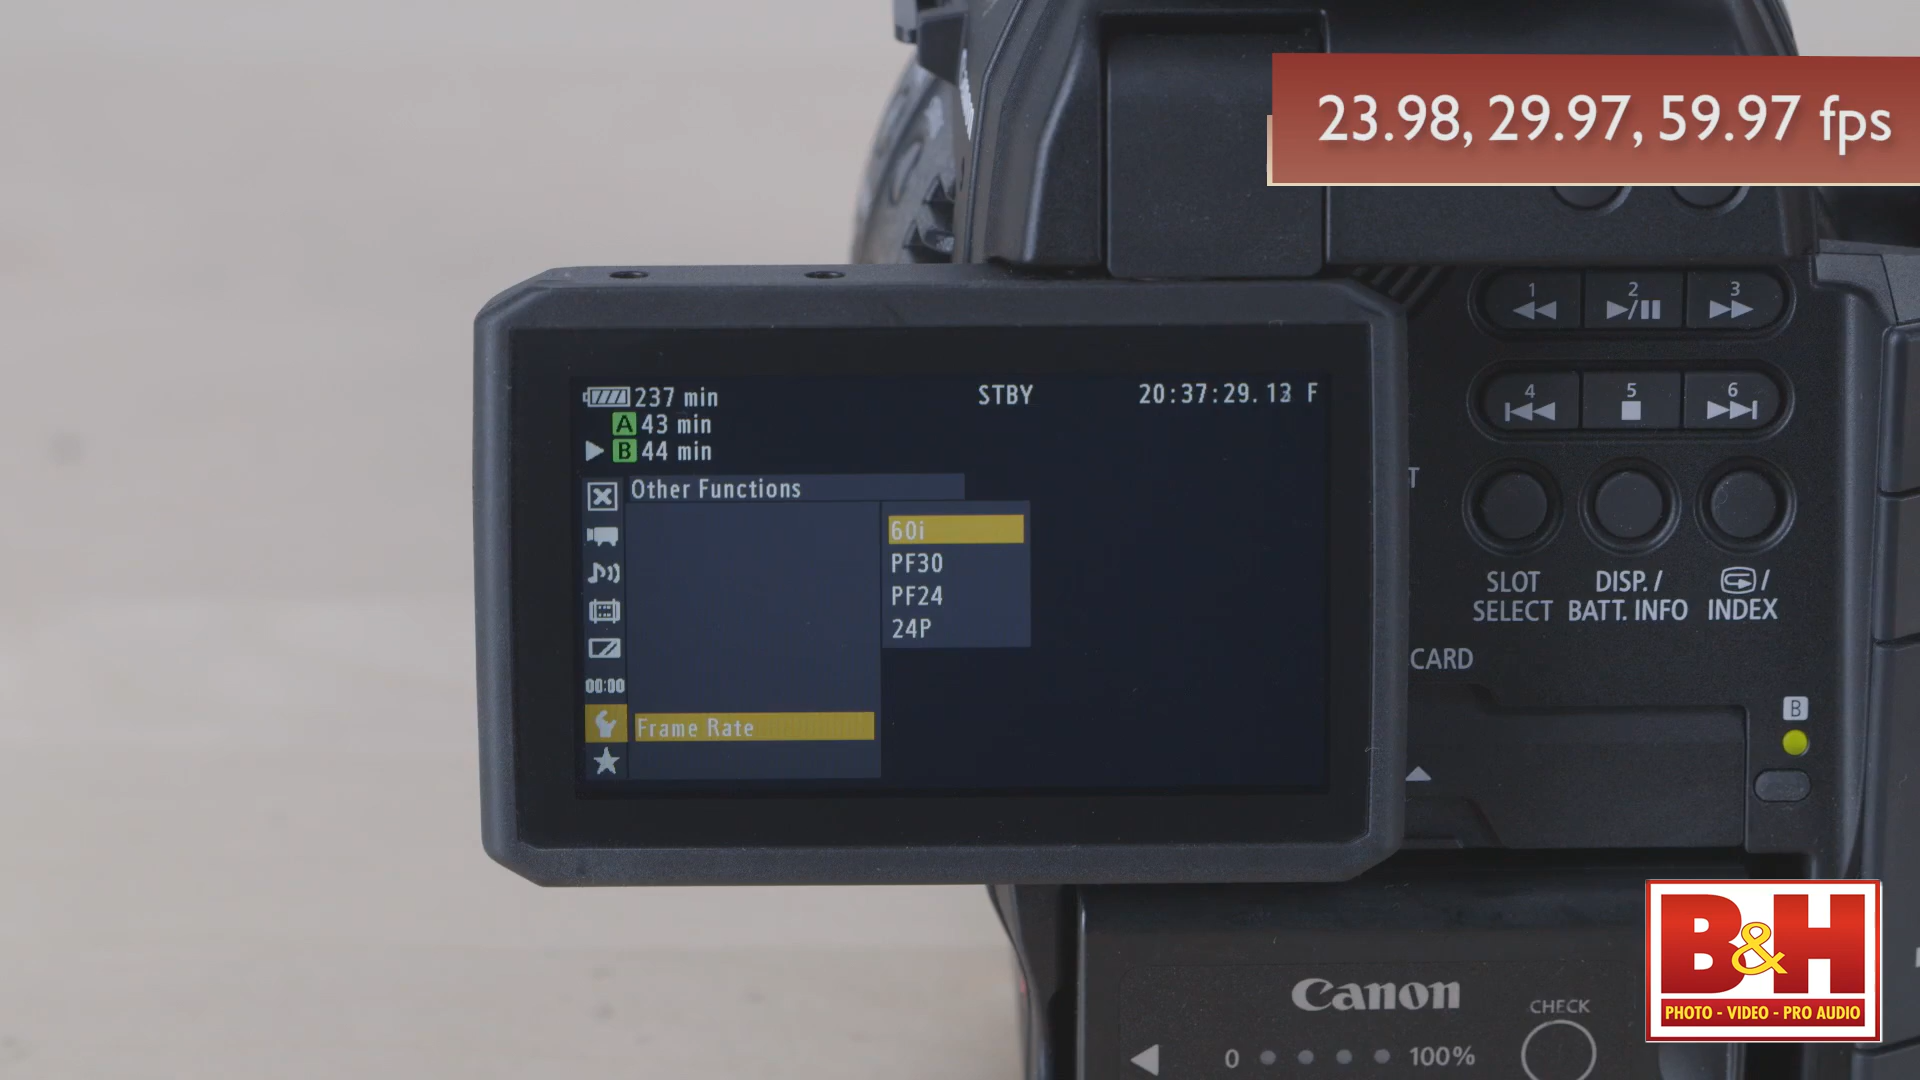 23.98, 29.97, 59.97 fps
237 min
STBY
20:37:29.13 F
A 43 min
B 44 min
Other Functions
60i
PF30
PF24
24P
00:00
Frame Rate
1 2 3
4 5 6
SLOT SELECT
DISP. / BATT. INFO
/ INDEX
T
CARD
B
Canon
CHECK
0 100%
B&H
PHOTO - VIDEO - PRO AUDIO